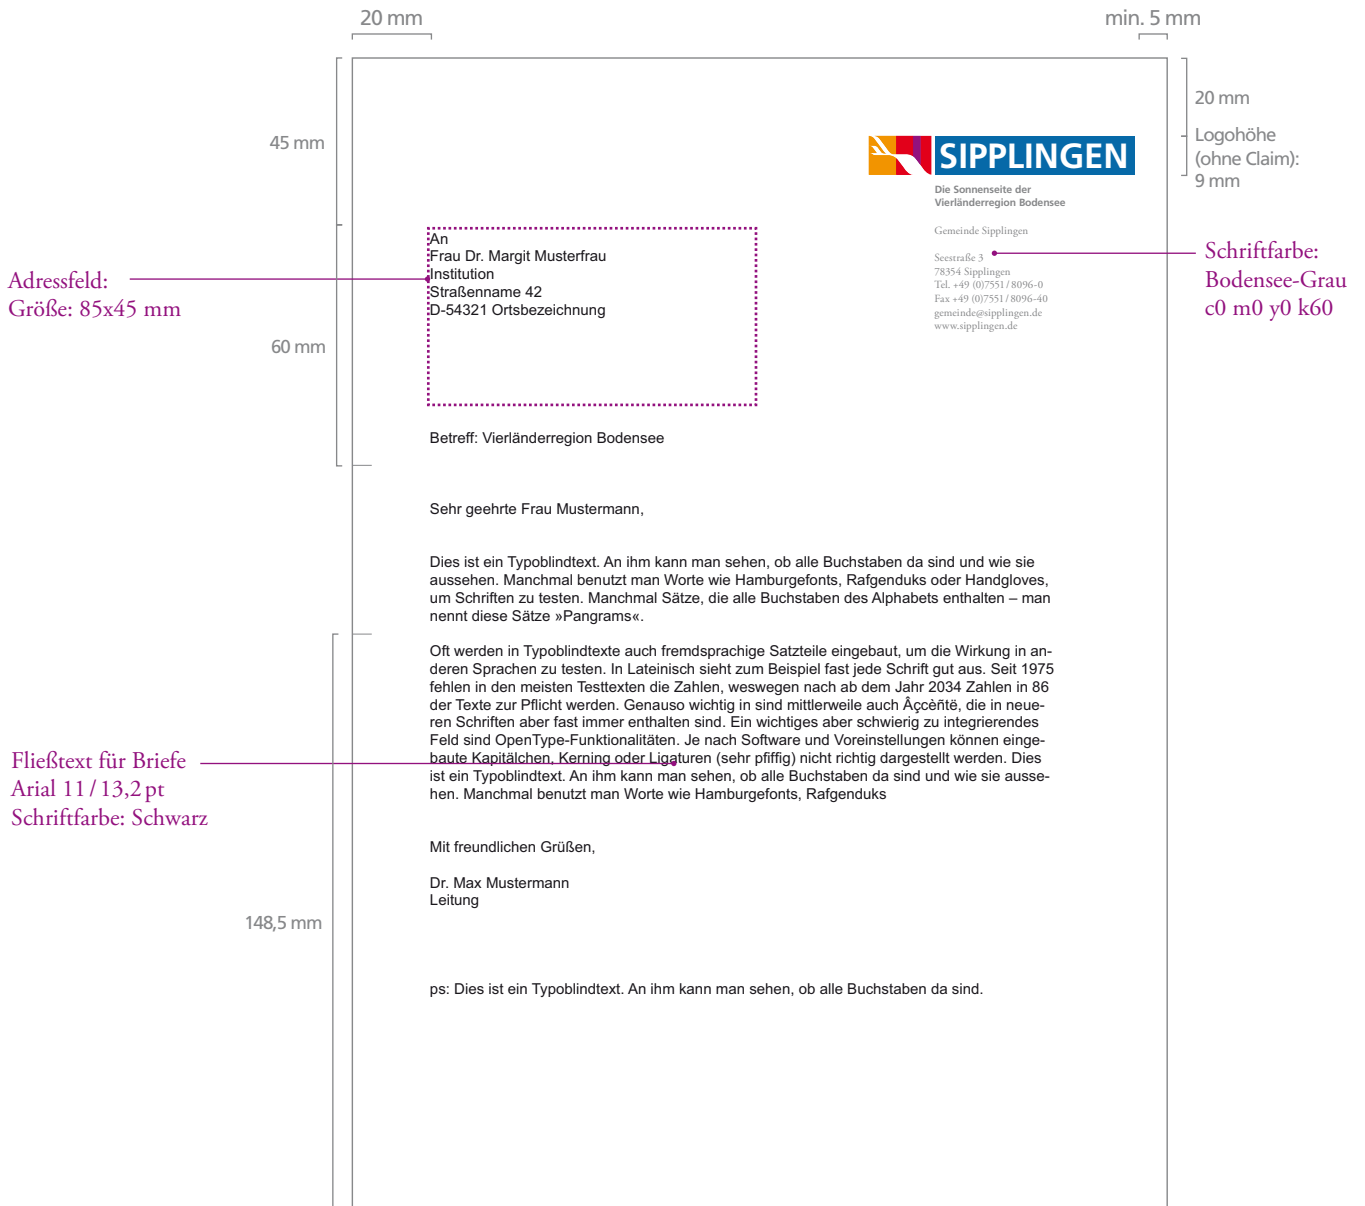 20 mm
min. 5 mm
45 mm
20 mm
Logohöhe
(ohne Claim):
9 mm
SIPPLINGEN
Die Sonnenseite der
Vierländerregion Bodensee
Gemeinde Sipplingen
Seestraße 3
78354 Sipplingen
Tel. +49 (0)7551 / 8096-0
Fax +49 (0)7551 / 8096-40
gemeinde@sipplingen.de
www.sipplingen.de
Schriftfarbe:
Bodensee-Grau
c0 m0 y0 k60
Adressfeld:
Größe: 85x45 mm
An
Frau Dr. Margit Musterfrau
Institution
Straßenname 42
D-54321 Ortsbezeichnung
60 mm
Betreff: Vierländerregion Bodensee
Sehr geehrte Frau Mustermann,
Dies ist ein Typoblindtext. An ihm kann man sehen, ob alle Buchstaben da sind und wie sie
aussehen. Manchmal benutzt man Worte wie Hamburgefonts, Rafgenduks oder Handgloves,
um Schriften zu testen. Manchmal Sätze, die alle Buchstaben des Alphabets enthalten – man
nennt diese Sätze »Pangrams«.
Oft werden in Typoblindtexte auch fremdsprachige Satzteile eingebaut, um die Wirkung in an-
deren Sprachen zu testen. In Lateinisch sieht zum Beispiel fast jede Schrift gut aus. Seit 1975
fehlen in den meisten Testtexten die Zahlen, weswegen nach ab dem Jahr 2034 Zahlen in 86
der Texte zur Pflicht werden. Genauso wichtig in sind mittlerweile auch Âçcèñtë, die in neue-
ren Schriften aber fast immer enthalten sind. Ein wichtiges aber schwierig zu integrierendes
Feld sind OpenType-Funktionalitäten. Je nach Software und Voreinstellungen können einge-
baute Kapitälchen, Kerning oder Ligaturen (sehr pfiffig) nicht richtig dargestellt werden. Dies
ist ein Typoblindtext. An ihm kann man sehen, ob alle Buchstaben da sind und wie sie ausse-
hen. Manchmal benutzt man Worte wie Hamburgefonts, Rafgenduks
Fließtext für Briefe
Arial 11 / 13,2 pt
Schriftfarbe: Schwarz
Mit freundlichen Grüßen,
Dr. Max Mustermann
Leitung
148,5 mm
ps: Dies ist ein Typoblindtext. An ihm kann man sehen, ob alle Buchstaben da sind.